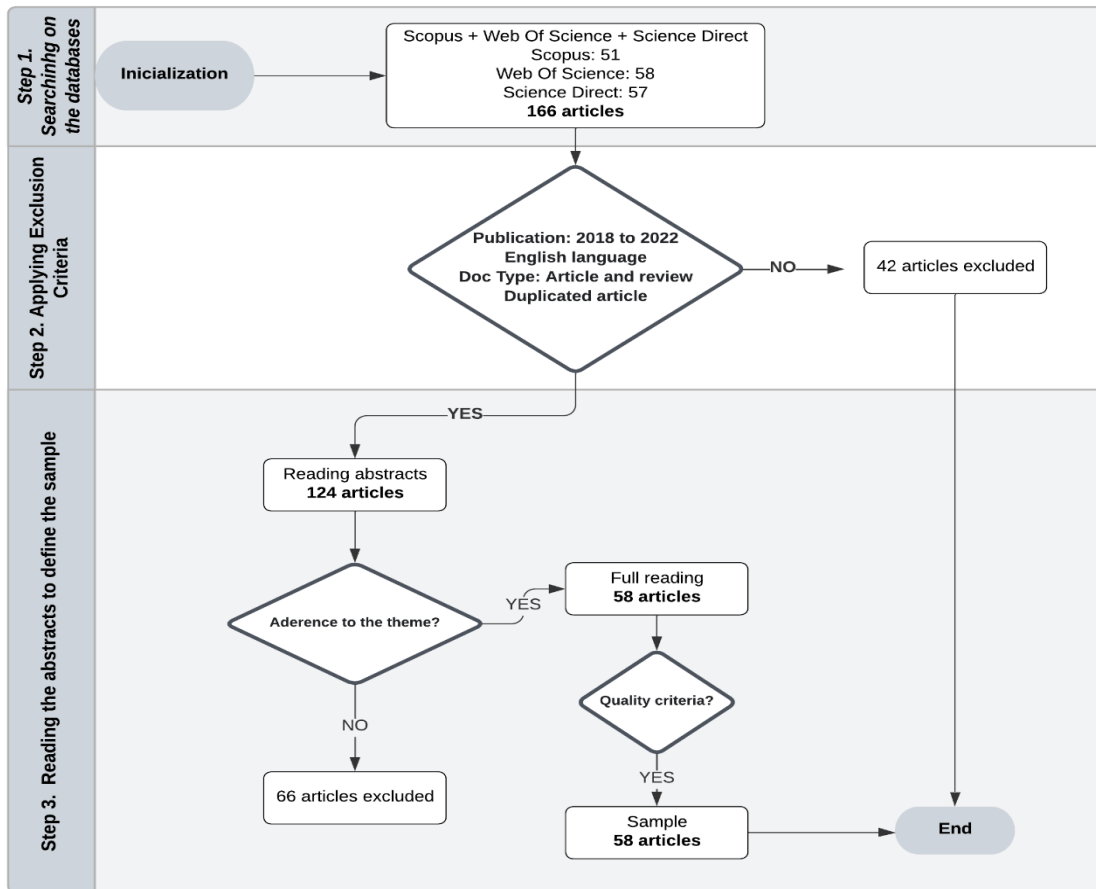 Step 1.
Searchinhg on
the databases
Inicialization
Scopus + Web Of Science + Science Direct
Scopus: 51
Web Of Science: 58
Science Direct: 57
166 articles
Step 2. Applying Exclusion
Criteria
Publication: 2018 to 2022
English language
Doc Type: Article and review
Duplicated article
NO
42 articles excluded
Step 3. Reading the abstracts to define the sample
YES
Reading abstracts
124 articles
Aderence to the theme?
YES
Full reading
58 articles
Quality criteria?
NO
66 articles excluded
YES
Sample
58 articles
End